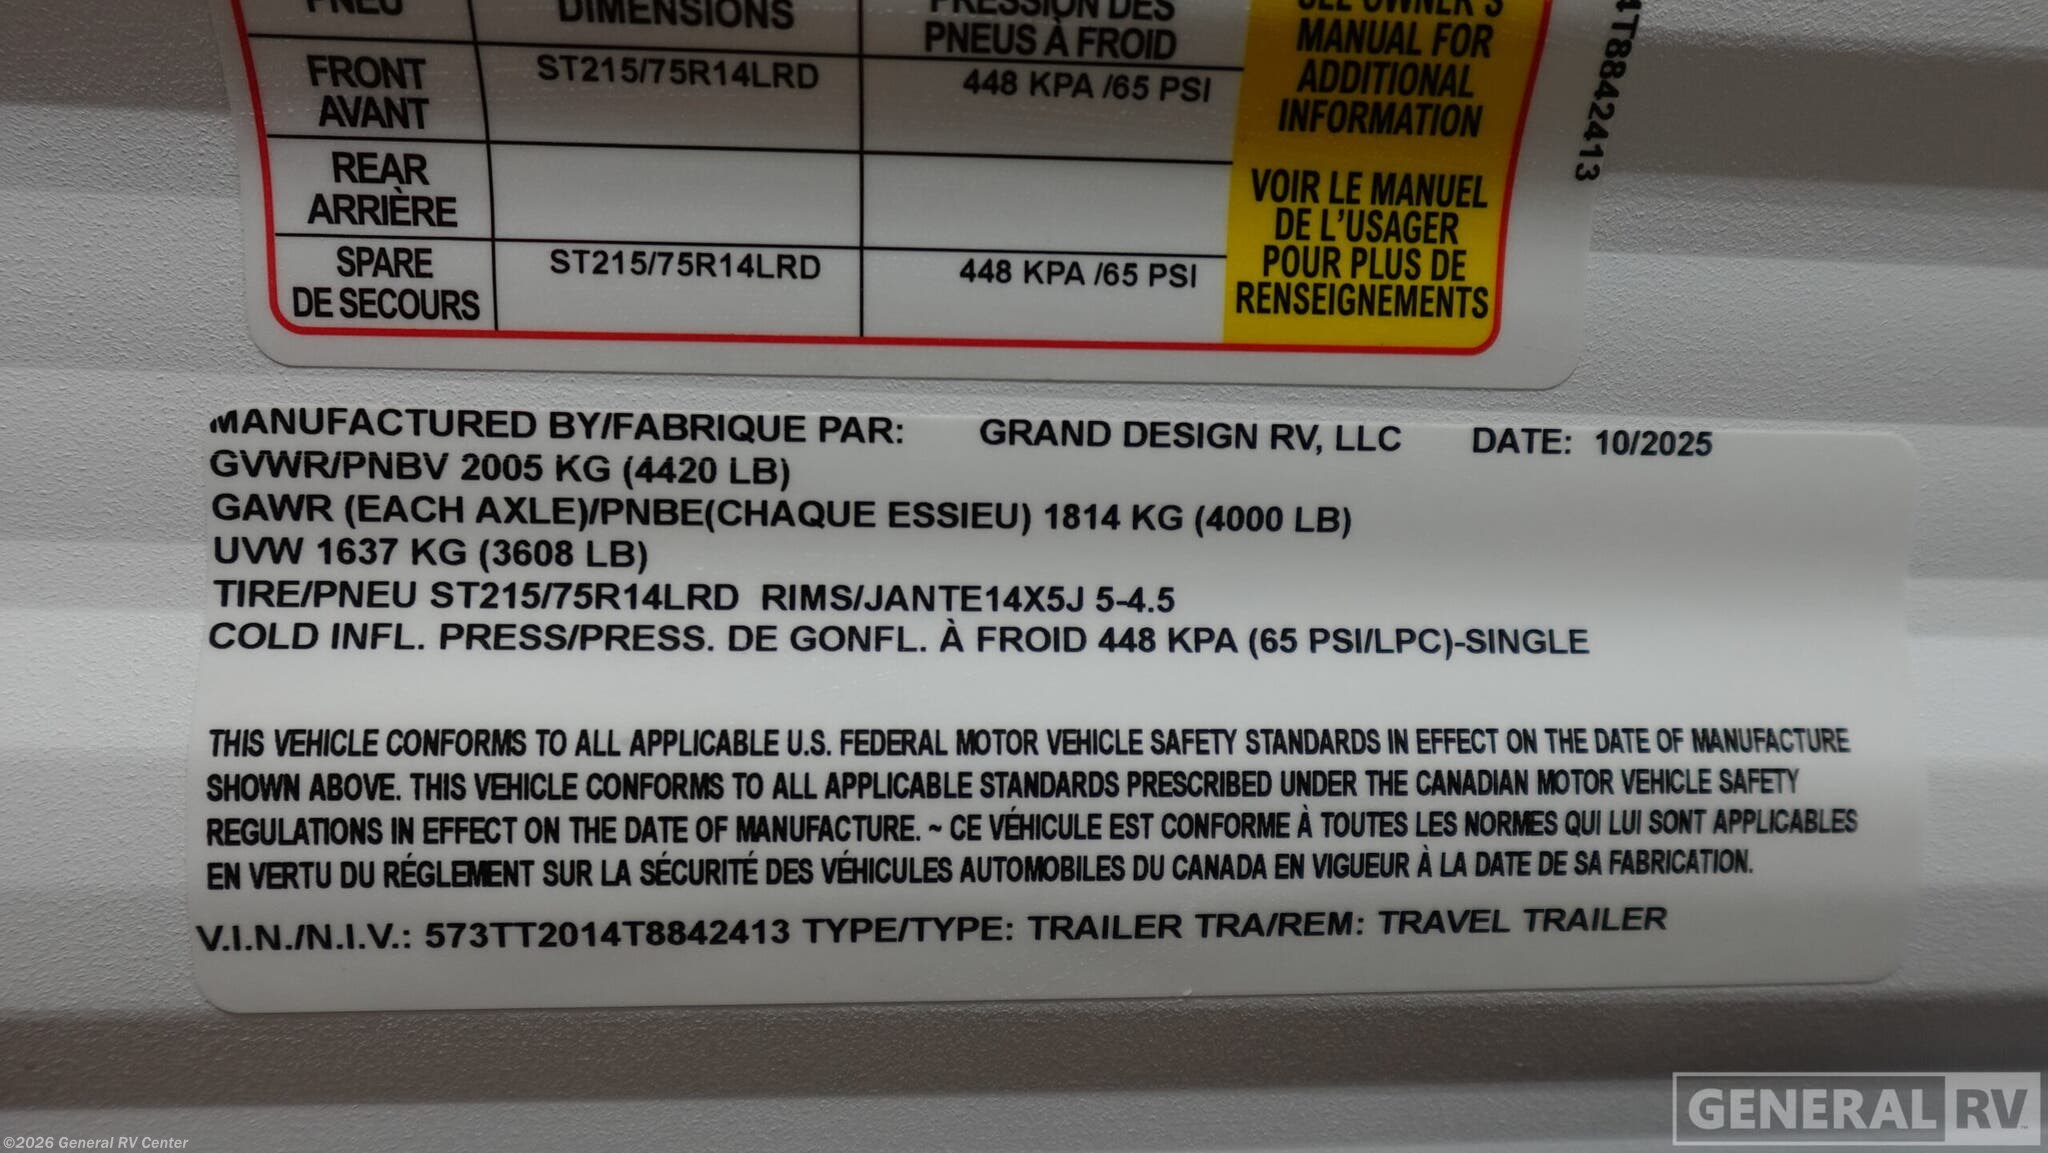 PNEU DIMENSIONS PRESSION DES
PNEUS À FROID
FRONT
AVANT
ST215/75R14LRD
448 KPA /65 PSI
REAR
ARRIÈRE
SPARE
DE SECOURS
ST215/75R14LRD
448 KPA /65 PSI
SEE OWNER'S
MANUAL FOR
ADDITIONAL
INFORMATION
VOIR LE MANUEL
DE L'USAGER
POUR PLUS DE
RENSEIGNEMENTS
4T8842413
MANUFACTURED BY/FABRIQUE PAR: GRAND DESIGN RV, LLC DATE: 10/2025
GVWR/PNBV 2005 KG (4420 LB)
GAWR (EACH AXLE)/PNBE(CHAQUE ESSIEU) 1814 KG (4000 LB)
UVW 1637 KG (3608 LB)
TIRE/PNEU ST215/75R14LRD RIMS/JANTE14X5J 5-4.5
COLD INFL. PRESS/PRESS. DE GONFL. À FROID 448 KPA (65 PSI/LPC)-SINGLE
THIS VEHICLE CONFORMS TO ALL APPLICABLE U.S. FEDERAL MOTOR VEHICLE SAFETY STANDARDS IN EFFECT ON THE DATE OF MANUFACTURE
SHOWN ABOVE. THIS VEHICLE CONFORMS TO ALL APPLICABLE STANDARDS PRESCRIBED UNDER THE CANADIAN MOTOR VEHICLE SAFETY
REGULATIONS IN EFFECT ON THE DATE OF MANUFACTURE. ~ CE VÉHICULE EST CONFORME À TOUTES LES NORMES QUI LUI SONT APPLICABLES
EN VERTU DU RÉGLEMENT SUR LA SÉCURITÉ DES VÉHICULES AUTOMOBILES DU CANADA EN VIGUEUR À LA DATE DE SA FABRICATION.
V.I.N./N.I.V.: 573TT2014T8842413 TYPE/TYPE: TRAILER TRA/REM: TRAVEL TRAILER
GENERAL RV
©2026 General RV Center